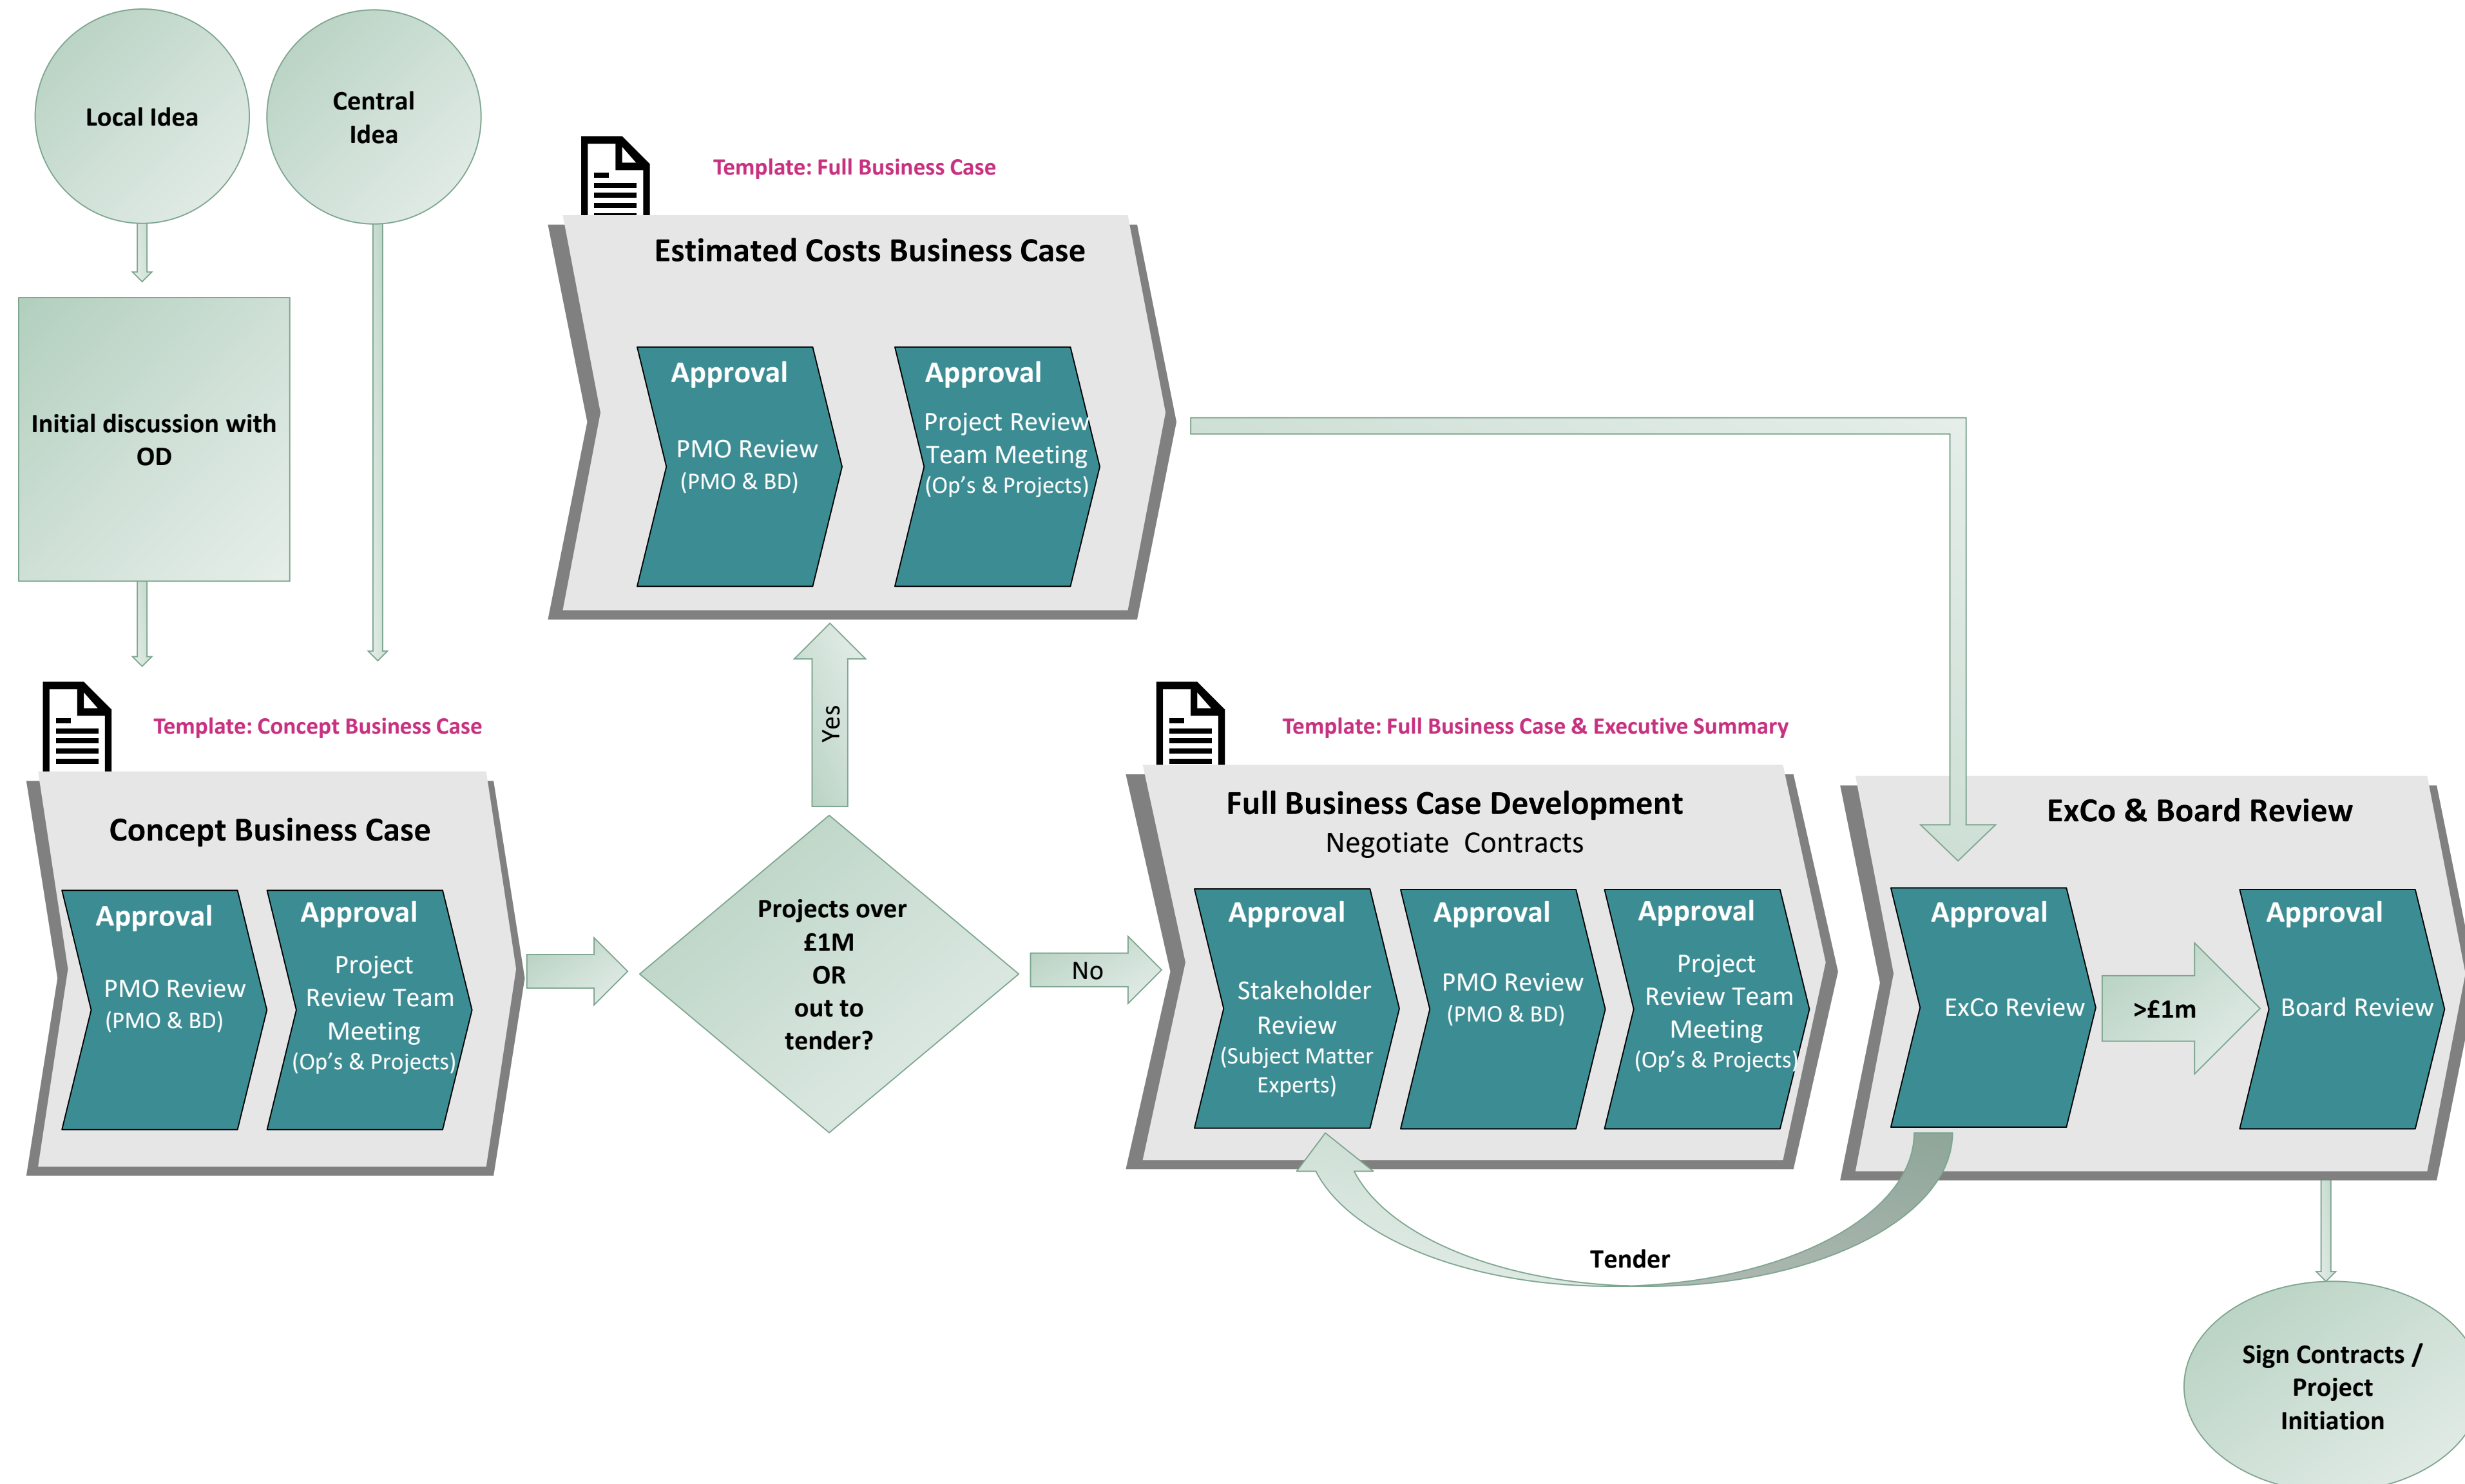 Local Idea
Central
Idea
Initial discussion with
OD
Template: Full Business Case
Estimated Costs Business Case
Approval
PMO Review
(PMO & BD)
Approval
Project Review
Team Meeting
(Op's & Projects)
Yes
Template: Concept Business Case
Concept Business Case
Approval
PMO Review
(PMO & BD)
Approval
Project
Review Team
Meeting
(Op's & Projects)
Projects over
£1M
OR
out to
tender?
No
Template: Full Business Case & Executive Summary
Full Business Case Development
Negotiate  Contracts
Approval
Stakeholder
Review
(Subject Matter
Experts)
Approval
PMO Review
(PMO & BD)
Approval
Project
Review Team
Meeting
(Op's & Projects)
ExCo & Board Review
Approval
ExCo Review
>£1m
Approval
Board Review
Tender
Sign Contracts /
Project
Initiation